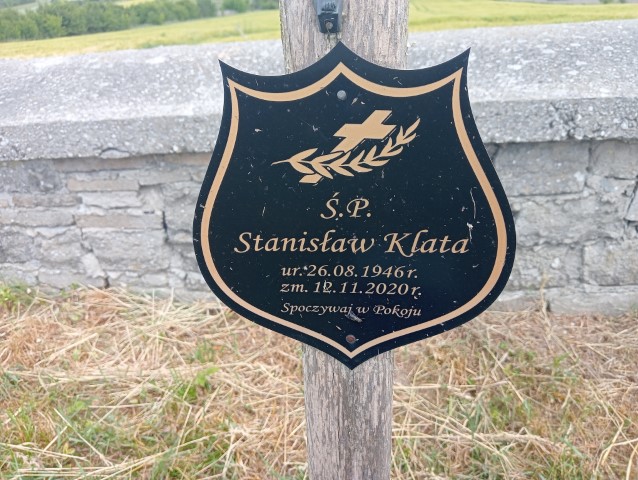 Ś.P.
Stanisław Klata
ur. 26.08.1946 r.
zm. 12.11.2020 r.
Spoczywaj w Pokoju